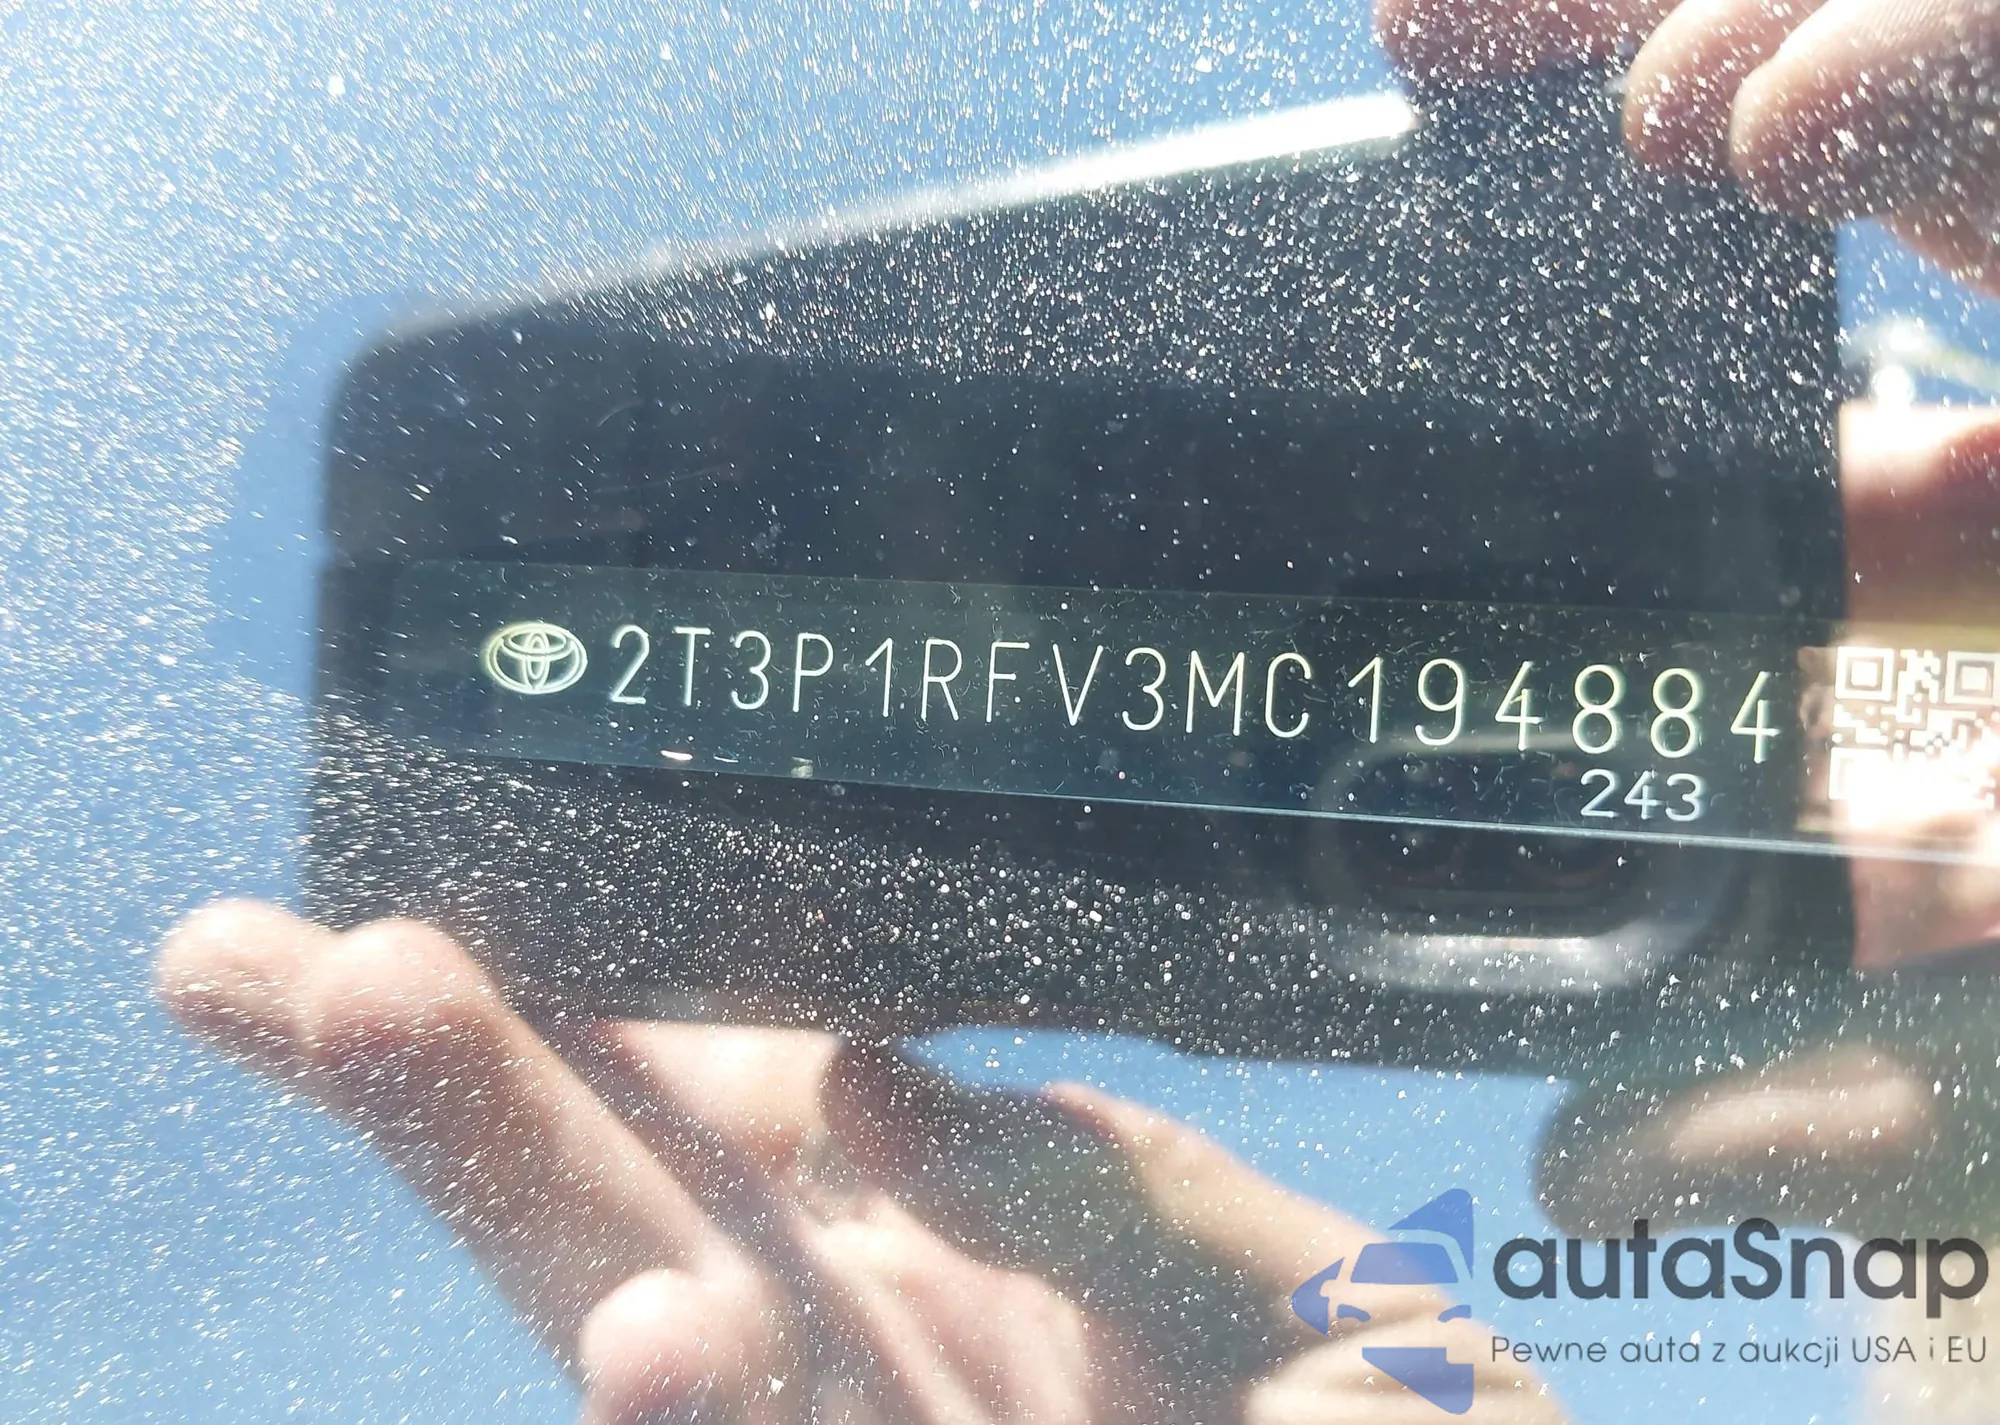 2T3P1RFV3MC194884
243
autaSnap
Pewne auta z aukcji USA i EU